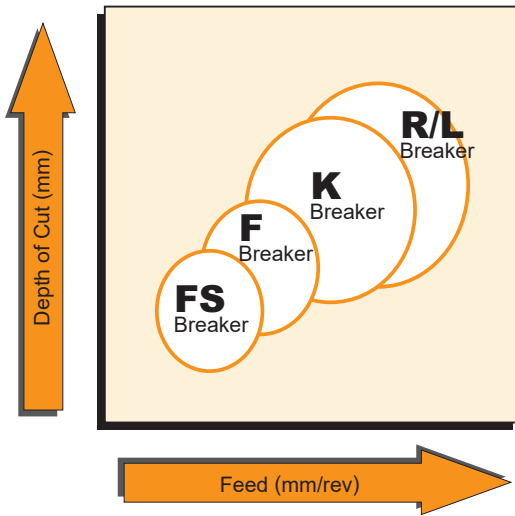 Depth of Cut (mm)
R/L
Breaker
K
Breaker
F
Breaker
FS
Breaker
Feed (mm/rev)